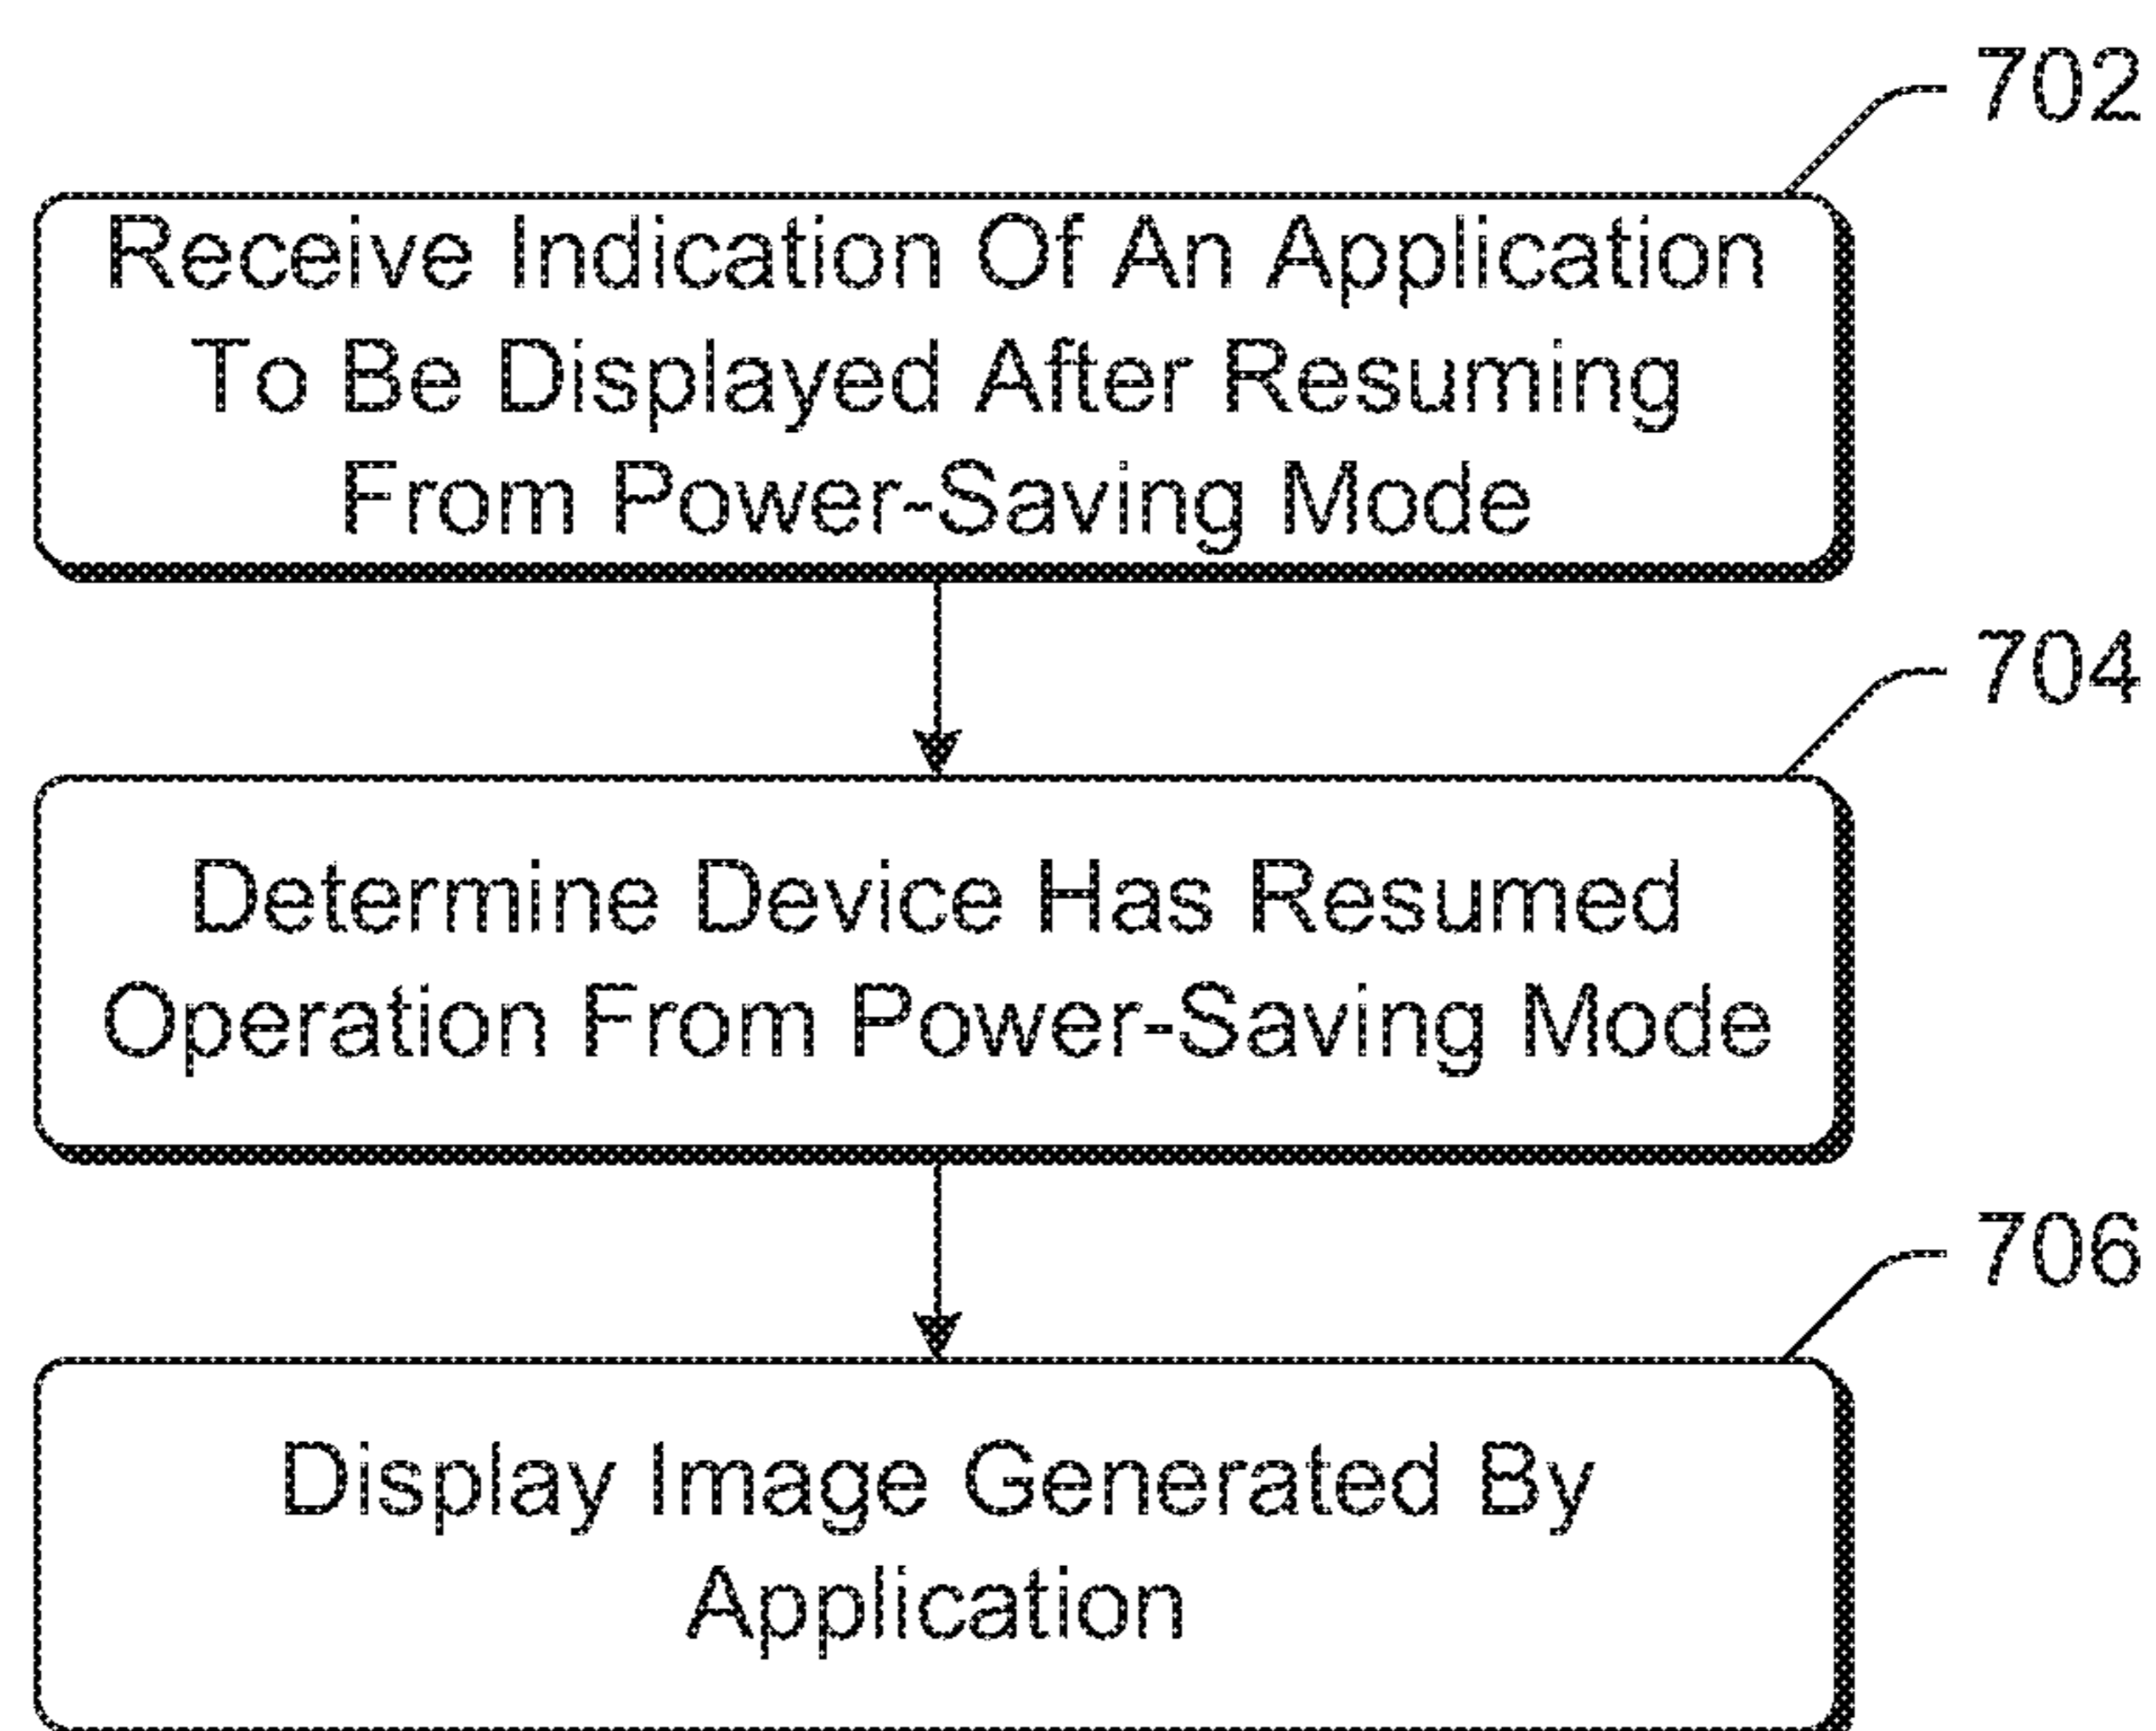 702
Receive Indication Of An Application
To Be Displayed After Resuming
From Power-Saving Mode
704
Determine Device Has Resumed
Operation From Power-Saving Mode
706
Display Image Generated By
Application